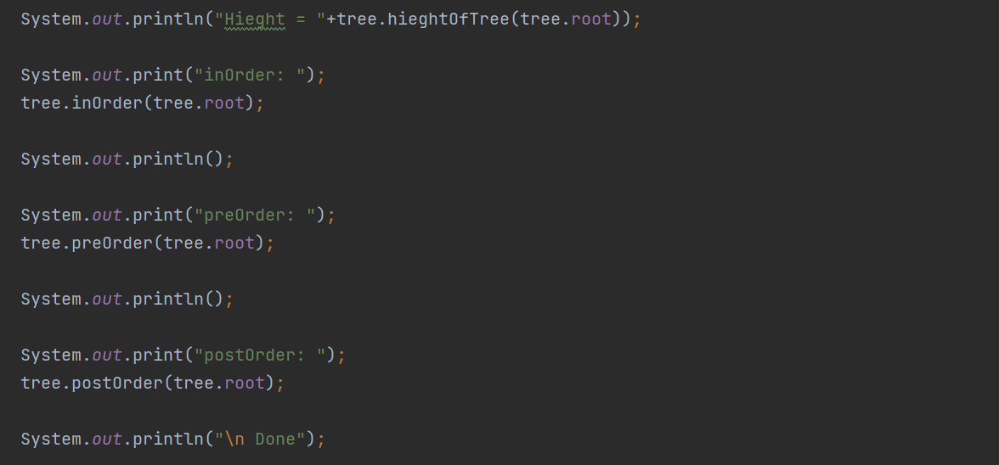 System.out.println("Hieght = "+tree.hieghtOfTree(tree.root));
System.out.print("inOrder: ");
tree.inOrder(tree.root);
System.out.println();
System.out.print("preOrder: ");
tree.preOrder(tree.root);
System.out.println();
System.out.print("postOrder: ");
tree.postOrder(tree.root);
System.out.println("\n Done");